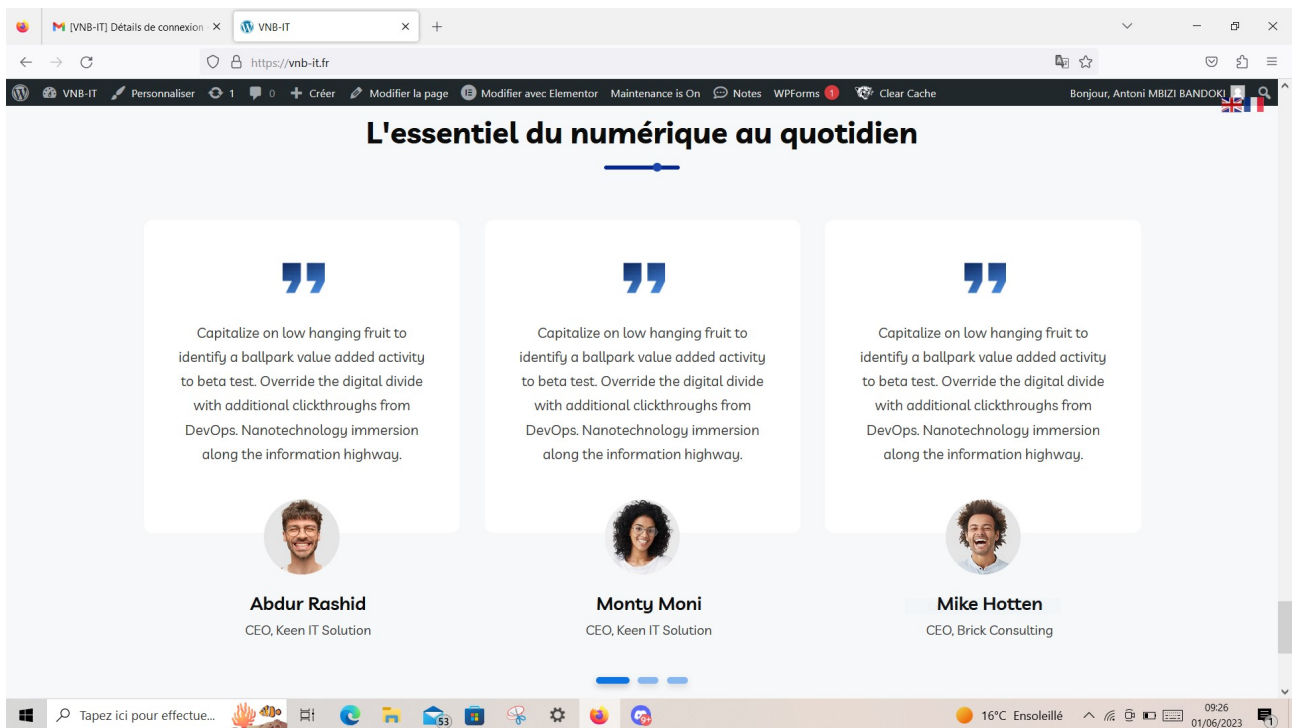 [VNB-IT] Détails de connexion
VNB-IT
https://vnb-it.fr
VNB-IT Personnaliser 1 0 Créer Modifier la page Modifier avec Elementor Maintenance is On Notes WPForms 1 Clear Cache Bonjour, Antoni MBIZI BANDOKI
L'essentiel du numérique au quotidien
Capitalize on low hanging fruit to
identify a ballpark value added activity
to beta test. Override the digital divide
with additional clickthroughs from
DevOps. Nanotechnology immersion
along the information highway.
Abdur Rashid
CEO, Keen IT Solution
Capitalize on low hanging fruit to
identify a ballpark value added activity
to beta test. Override the digital divide
with additional clickthroughs from
DevOps. Nanotechnology immersion
along the information highway.
Monty Moni
CEO, Keen IT Solution
Capitalize on low hanging fruit to
identify a ballpark value added activity
to beta test. Override the digital divide
with additional clickthroughs from
DevOps. Nanotechnology immersion
along the information highway.
Mike Hotten
CEO, Brick Consulting
Tapez ici pour effectue... 53 9+ 16°C Ensoleillé
09:26
01/06/2023
1